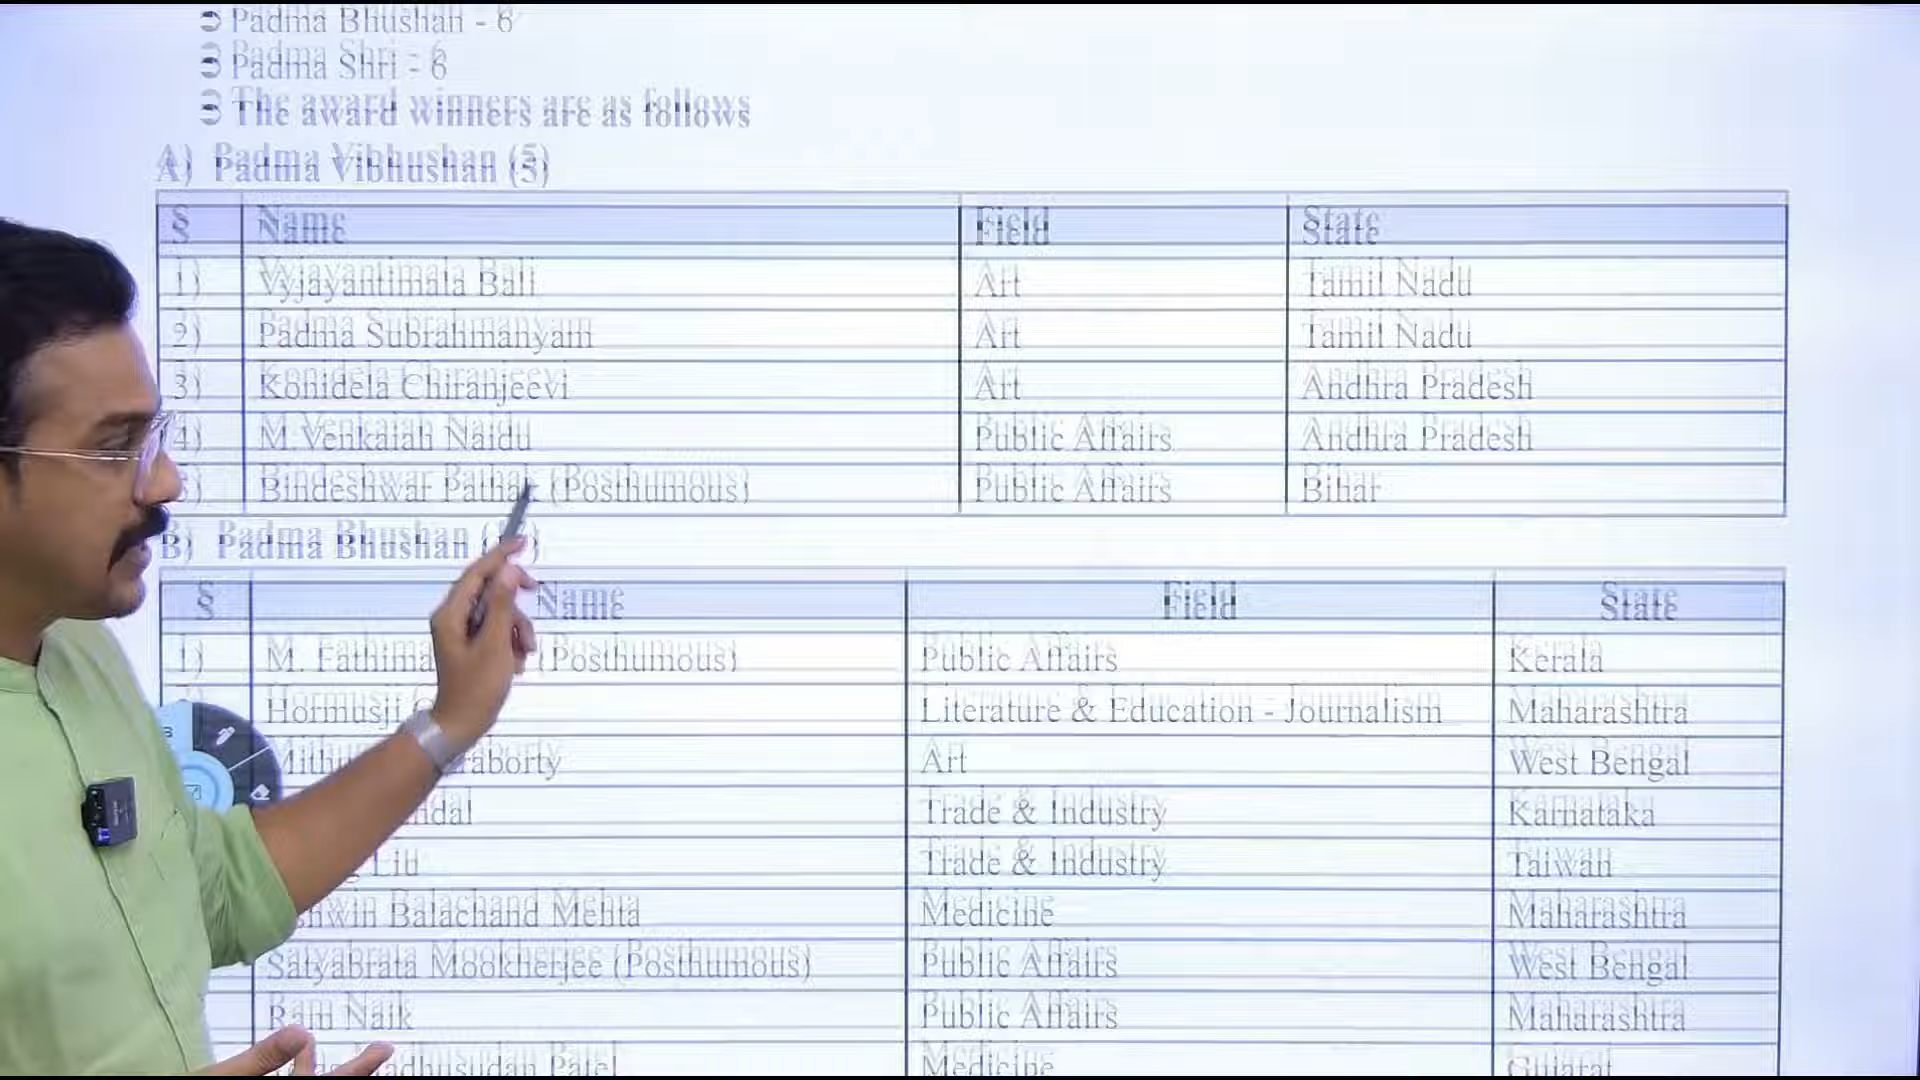 ➲ Padma Bhushan - 6
➲ Padma Shri - 6
➲ The award winners are as follows
A) Padma Vibhushan (5)
S Name Field State
1) Vyjayantimala Bali Art Tamil Nadu
2) Padma Subrahmanyam Art Tamil Nadu
3) Konidela Chiranjeevi Art Andhra Pradesh
4) M.Venkaiah Naidu Public Affairs Andhra Pradesh
5) Bindeshwar Pathak (Posthumous) Public Affairs Bihar
B) Padma Bhushan
S Name Field State
1) M. Fathima (Posthumous) Public Affairs Kerala
Hormusji Literature & Education - Journalism Maharashtra
Art West Bengal
Trade & Industry Karnataka
Liu Trade & Industry Taiwan
Balachand Mehta Medicine Maharashtra
Satyabrata Mookherjee (Posthumous) Public Affairs West Bengal
Ram Naik Public Affairs Maharashtra
Patel Medicine Gujarat